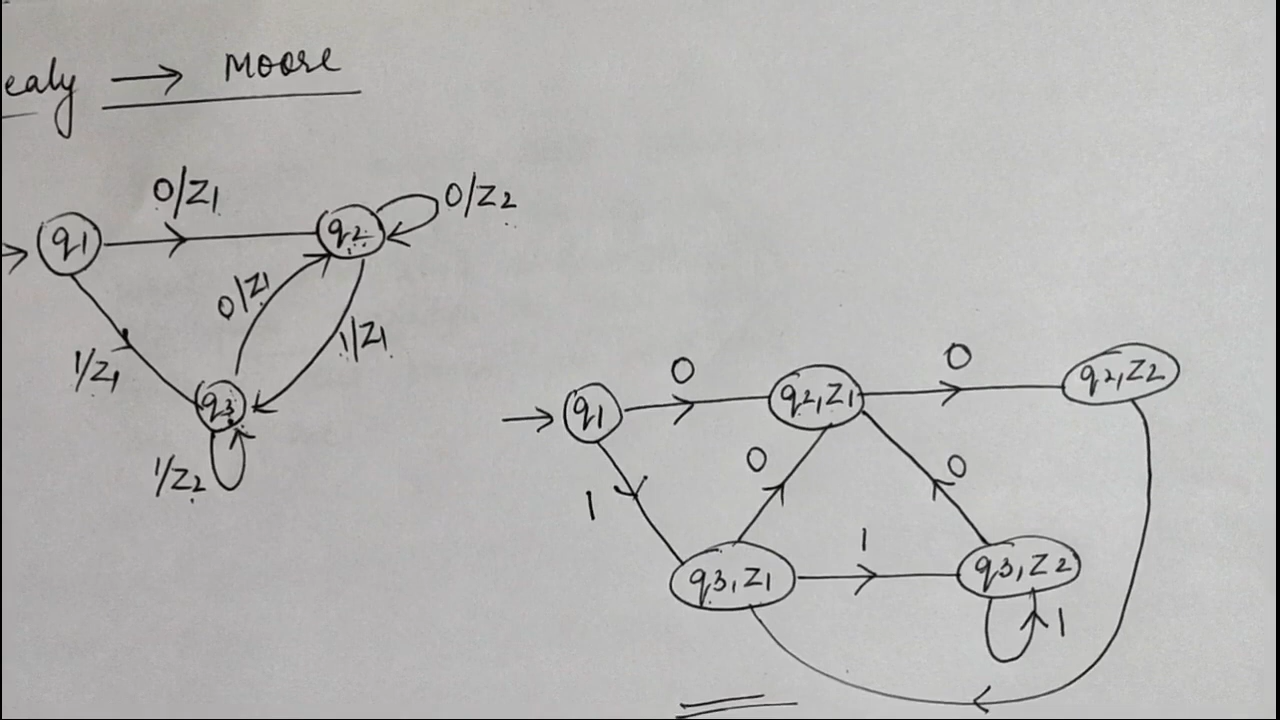 ealy → Moore
0/Z1
0/Z2
q1
q2
0/Z1
1/Z1
1/Z1
q3
1/Z2
0
0
q1
q2,Z1
q2,Z2
0
0
1
1
q3,Z1
q3,Z2
1